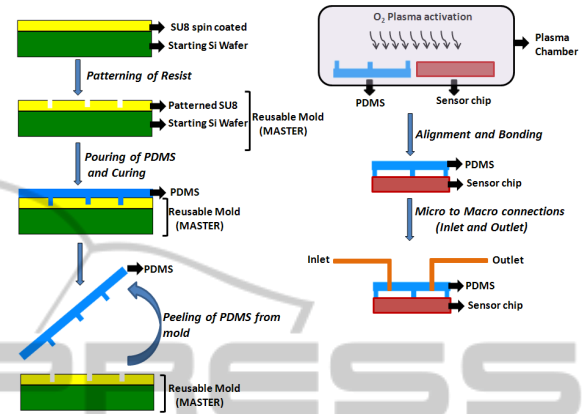 SU8 spin coated
Starting Si Wafer
Patterning of Resist
Patterned SU8
Starting Si Wafer
Reusable Mold
(MASTER)
Pouring of PDMS
and Curing
PDMS
Reusable Mold
(MASTER)
PDMS
Peeling of PDMS from
mold
Reusable Mold
(MASTER)
O₂ Plasma activation
Plasma
Chamber
PDMS
Sensor chip
Alignment and Bonding
PDMS
Sensor chip
Micro to Macro connections
(Inlet and Outlet)
Inlet
Outlet
PDMS
Sensor chip
PRESS